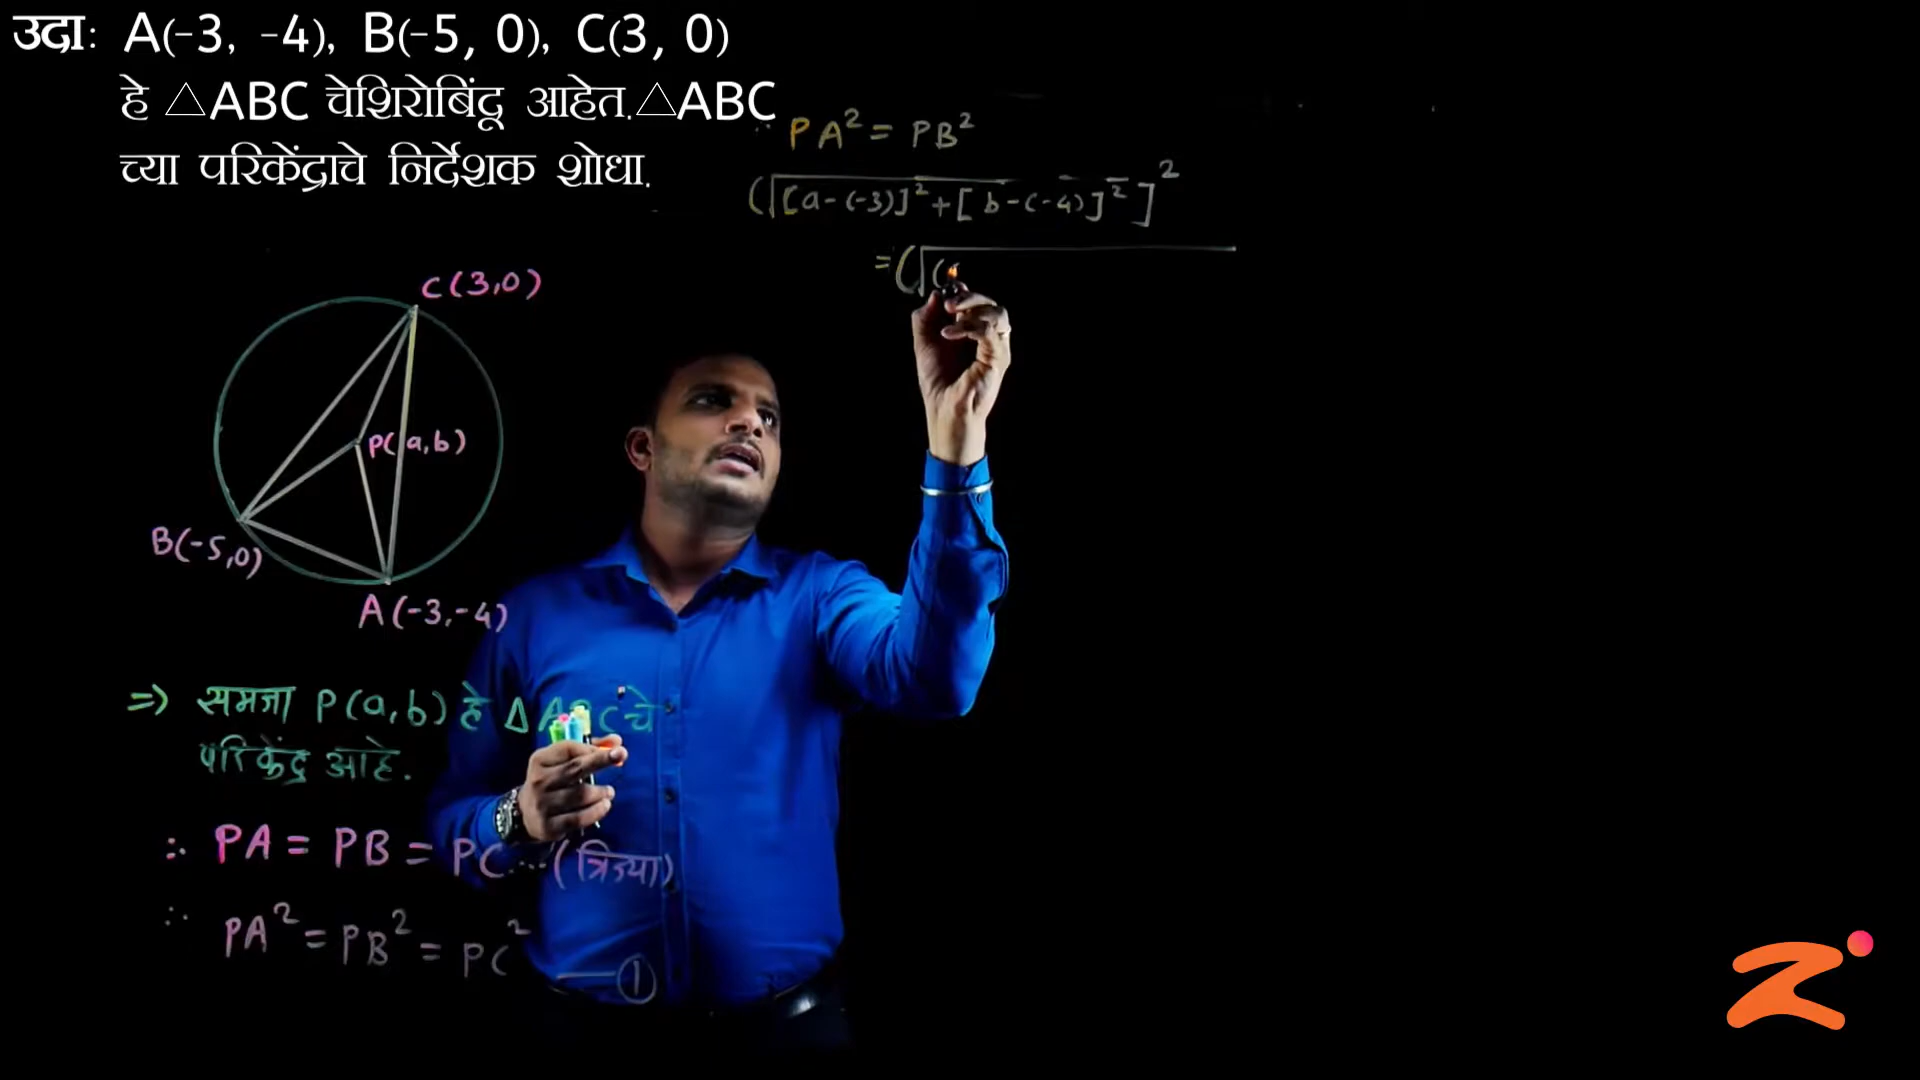 उदाः A(-3, -4), B(-5, 0), C(3, 0)
हे △ABC चेशिरोबिंदू आहेत.△ABC
च्या परिकेंद्राचे निर्देशक शोधा.
∴ PA² = PB²
(√[a-(-3)]²+[b-(-4)]²]²
=(√(
C(3,0)
P(a,b)
B(-5,0)
A(-3,-4)
=> समजा P(a,b) हे △ABC चे
परिकेंद्र आहे.
∴ PA = PB = PC...(त्रिज्या)
∴ PA² = PB² = PC² —①